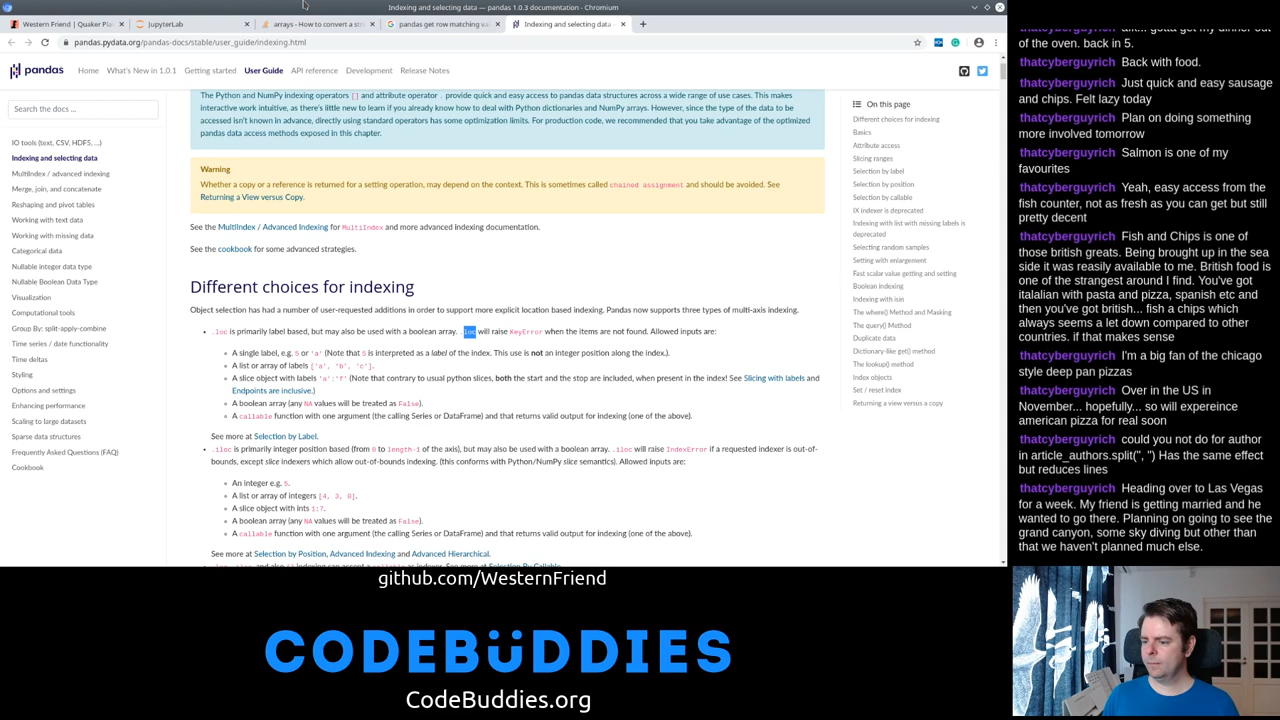 Indexing and selecting data — pandas 1.0.3 documentation - Chromium
Western Friend | Quaker Pla
JupyterLab
arrays - How to convert a str
pandas get row matching va
Indexing and selecting data —
pandas.pydata.org/pandas-docs/stable/user_guide/indexing.html
pandas
Home
What's New in 1.0.1
Getting started
User Guide
API reference
Development
Release Notes
Search the docs ...
IO tools (text, CSV, HDF5, …)
Indexing and selecting data
MultiIndex / advanced indexing
Merge, join, and concatenate
Reshaping and pivot tables
Working with text data
Working with missing data
Categorical data
Nullable integer data type
Nullable Boolean Data Type
Visualization
Computational tools
Group By: split-apply-combine
Time series / date functionality
Time deltas
Styling
Options and settings
Enhancing performance
Scaling to large datasets
Sparse data structures
Frequently Asked Questions (FAQ)
Cookbook
The Python and NumPy indexing operators [] and attribute operator . provide quick and easy access to pandas data structures across a wide range of use cases. This makes
interactive work intuitive, as there's little new to learn if you already know how to deal with Python dictionaries and NumPy arrays. However, since the type of the data to be
accessed isn't known in advance, directly using standard operators has some optimization limits. For production code, we recommended that you take advantage of the optimized
pandas data access methods exposed in this chapter.
Warning
Whether a copy or a reference is returned for a setting operation, may depend on the context. This is sometimes called chained assignment and should be avoided. See
Returning a View versus Copy.
See the MultiIndex / Advanced Indexing for MultiIndex and more advanced indexing documentation.
See the cookbook for some advanced strategies.
Different choices for indexing
Object selection has had a number of user-requested additions in order to support more explicit location based indexing. Pandas now supports three types of multi-axis indexing.
.loc is primarily label based, but may also be used with a boolean array. .loc will raise KeyError when the items are not found. Allowed inputs are:
A single label, e.g. 5 or 'a' (Note that 5 is interpreted as a label of the index. This use is not an integer position along the index.).
A list or array of labels ['a', 'b', 'c'].
A slice object with labels 'a':'f' (Note that contrary to usual python slices, both the start and the stop are included, when present in the index! See Slicing with labels and
Endpoints are inclusive.)
A boolean array (any NA values will be treated as False).
A callable function with one argument (the calling Series or DataFrame) and that returns valid output for indexing (one of the above).
See more at Selection by Label.
.iloc is primarily integer position based (from 0 to length-1 of the axis), but may also be used with a boolean array. .iloc will raise IndexError if a requested indexer is out-of-
bounds, except slice indexers which allow out-of-bounds indexing. (this conforms with Python/NumPy slice semantics). Allowed inputs are:
An integer e.g. 5.
A list or array of integers [4, 3, 0].
A slice object with ints 1:7.
A boolean array (any NA values will be treated as False).
A callable function with one argument (the calling Series or DataFrame) and that returns valid output for indexing (one of the above).
See more at Selection by Position, Advanced Indexing and Advanced Hierarchical.
On this page
Different choices for indexing
Basics
Attribute access
Slicing ranges
Selection by label
Selection by position
Selection by callable
IX indexer is deprecated
Indexing with list with missing labels is
deprecated
Selecting random samples
Setting with enlargement
Fast scalar value getting and setting
Boolean indexing
Indexing with isin
The where() Method and Masking
The query() Method
Duplicate data
Dictionary-like get() method
The lookup() method
Index objects
Set / reset index
Returning a view versus a copy
of the oven. back in 5.
thatcyberguyrich Back with food.
thatcyberguyrich Just quick and easy sausage
and chips. Felt lazy today
thatcyberguyrich Plan on doing something
more involved tomorrow
thatcyberguyrich Salmon is one of my
favourites
thatcyberguyrich Yeah, easy access from the
fish counter, not as fresh as you can get but still
pretty decent
thatcyberguyrich Fish and Chips is one of
those british greats. Being brought up in the sea
side it was reasily available to me. British food is
one of the strangest around I find. You've got
italalian with pasta and pizza, spanish etc and
then you've got british... fish a chips which
always seems a let down compared to other
countries. if that makes sense
thatcyberguyrich I'm a big fan of the chicago
style deep pan pizzas
thatcyberguyrich Over in the US in
November... hopefully... so will expereince
american pizza for real soon
thatcyberguyrich could you not do for author
in article_authors.split(", ") Has the same effect
but reduces lines
thatcyberguyrich Heading over to Las Vegas
for a week. My friend is getting married and he
wanted to go there. Planning on going to see the
grand canyon, some sky diving but other than
that we haven't planned much else.
github.com/WesternFriend
CODEBüDDIES
CodeBuddies.org